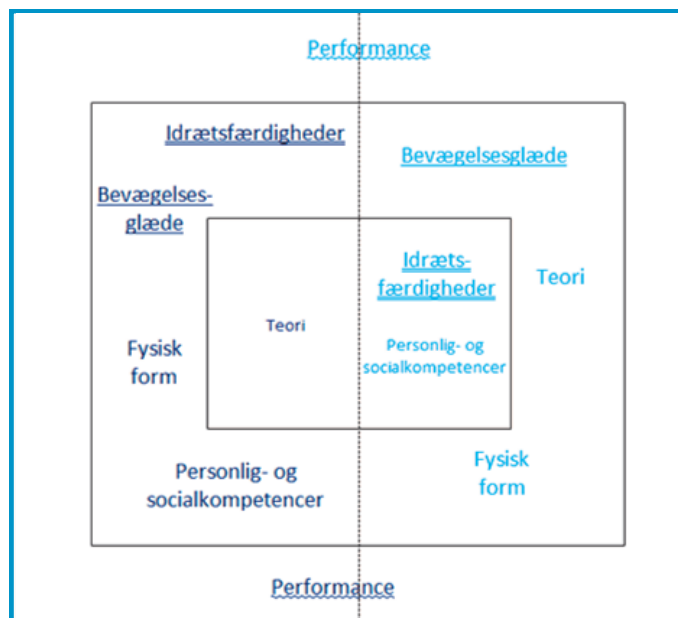 Performance
Idrætsfærdigheder
Bevægelsesglæde
Bevægelses-
glæde
Idræts-
færdigheder
Teori
Teori
Personlig- og
socialkompetencer
Fysisk
form
Personlig- og
socialkompetencer
Fysisk
form
Performance